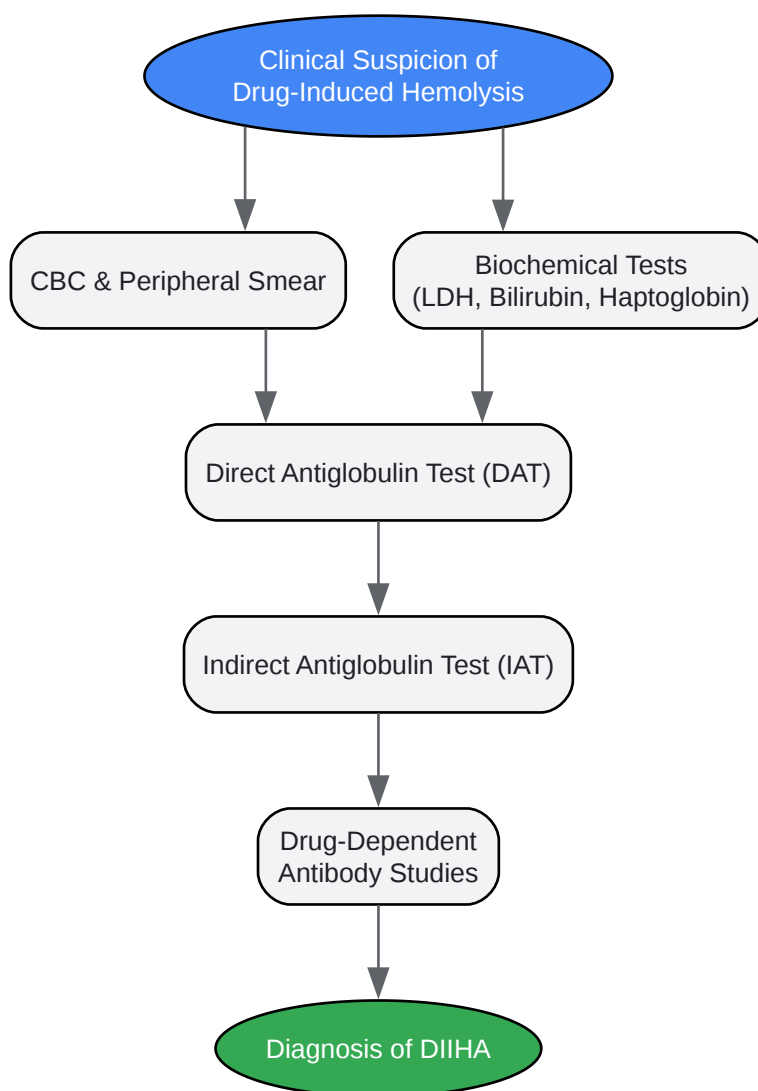 Clinical Suspicion of
Drug-Induced Hemolysis
CBC & Peripheral Smear
Biochemical Tests
(LDH, Bilirubin, Haptoglobin)
Direct Antiglobulin Test (DAT)
Indirect Antiglobulin Test (IAT)
Drug-Dependent
Antibody Studies
Diagnosis of DIIHA